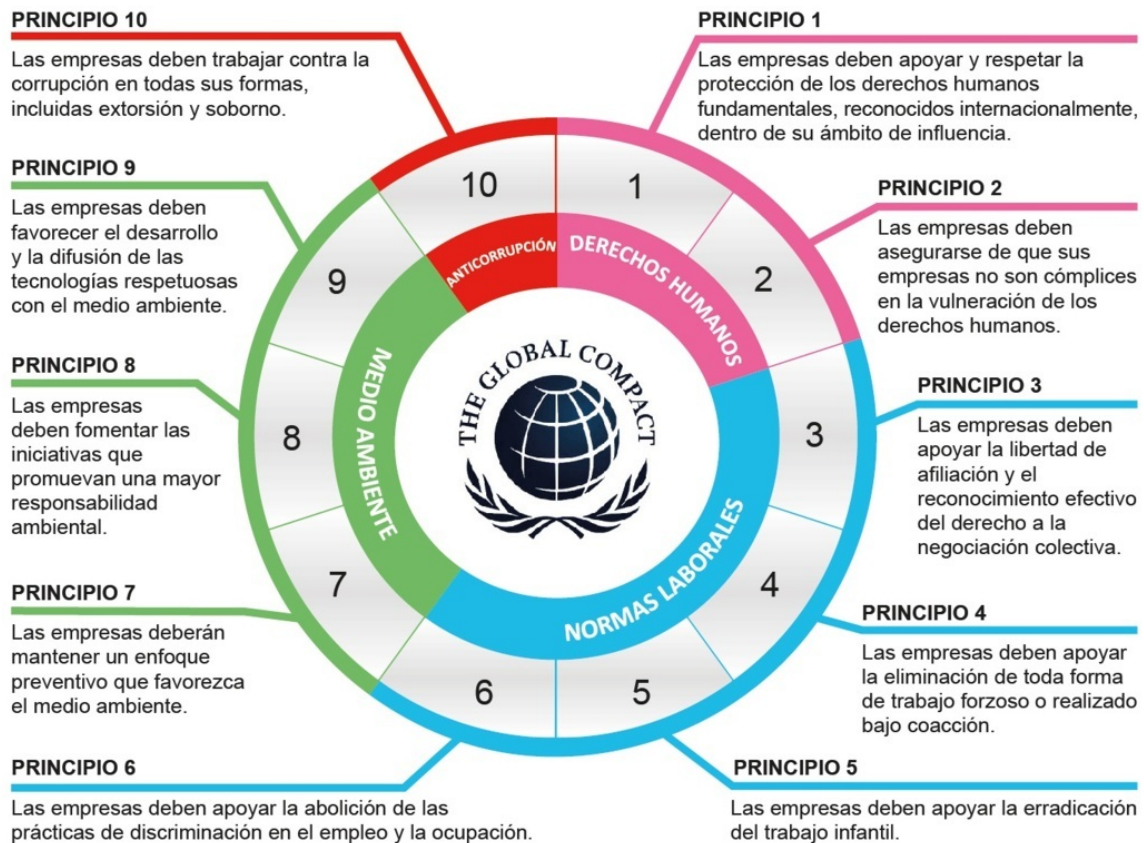 PRINCIPIO 10
Las empresas deben trabajar contra la
corrupción en todas sus formas,
incluidas extorsión y soborno.
PRINCIPIO 1
Las empresas deben apoyar y respetar la
protección de los derechos humanos
fundamentales, reconocidos internacionalmente,
dentro de su ámbito de influencia.
PRINCIPIO 9
Las empresas deben
favorecer el desarrollo
y la difusión de las
tecnologías respetuosas
con el medio ambiente.
PRINCIPIO 2
Las empresas deben
asegurarse de que sus
empresas no son cómplices
en la vulneración de los
derechos humanos.
PRINCIPIO 8
Las empresas
deben fomentar las
iniciativas que
promuevan una mayor
responsabilidad
ambiental.
PRINCIPIO 3
Las empresas deben
apoyar la libertad de
afiliación y el
reconocimiento efectivo
del derecho a la
negociación colectiva.
PRINCIPIO 7
Las empresas deberán
mantener un enfoque
preventivo que favorezca
el medio ambiente.
PRINCIPIO 4
Las empresas deben apoyar
la eliminación de toda forma
de trabajo forzoso o realizado
bajo coacción.
PRINCIPIO 6
Las empresas deben apoyar la abolición de las
prácticas de discriminación en el empleo y la ocupación.
PRINCIPIO 5
Las empresas deben apoyar la erradicación
del trabajo infantil.
10
1
9
2
8
3
7
4
6
5
ANTICORRUPCIÓN
DERECHOS HUMANOS
MEDIO AMBIENTE
NORMAS LABORALES
THE GLOBAL COMPACT